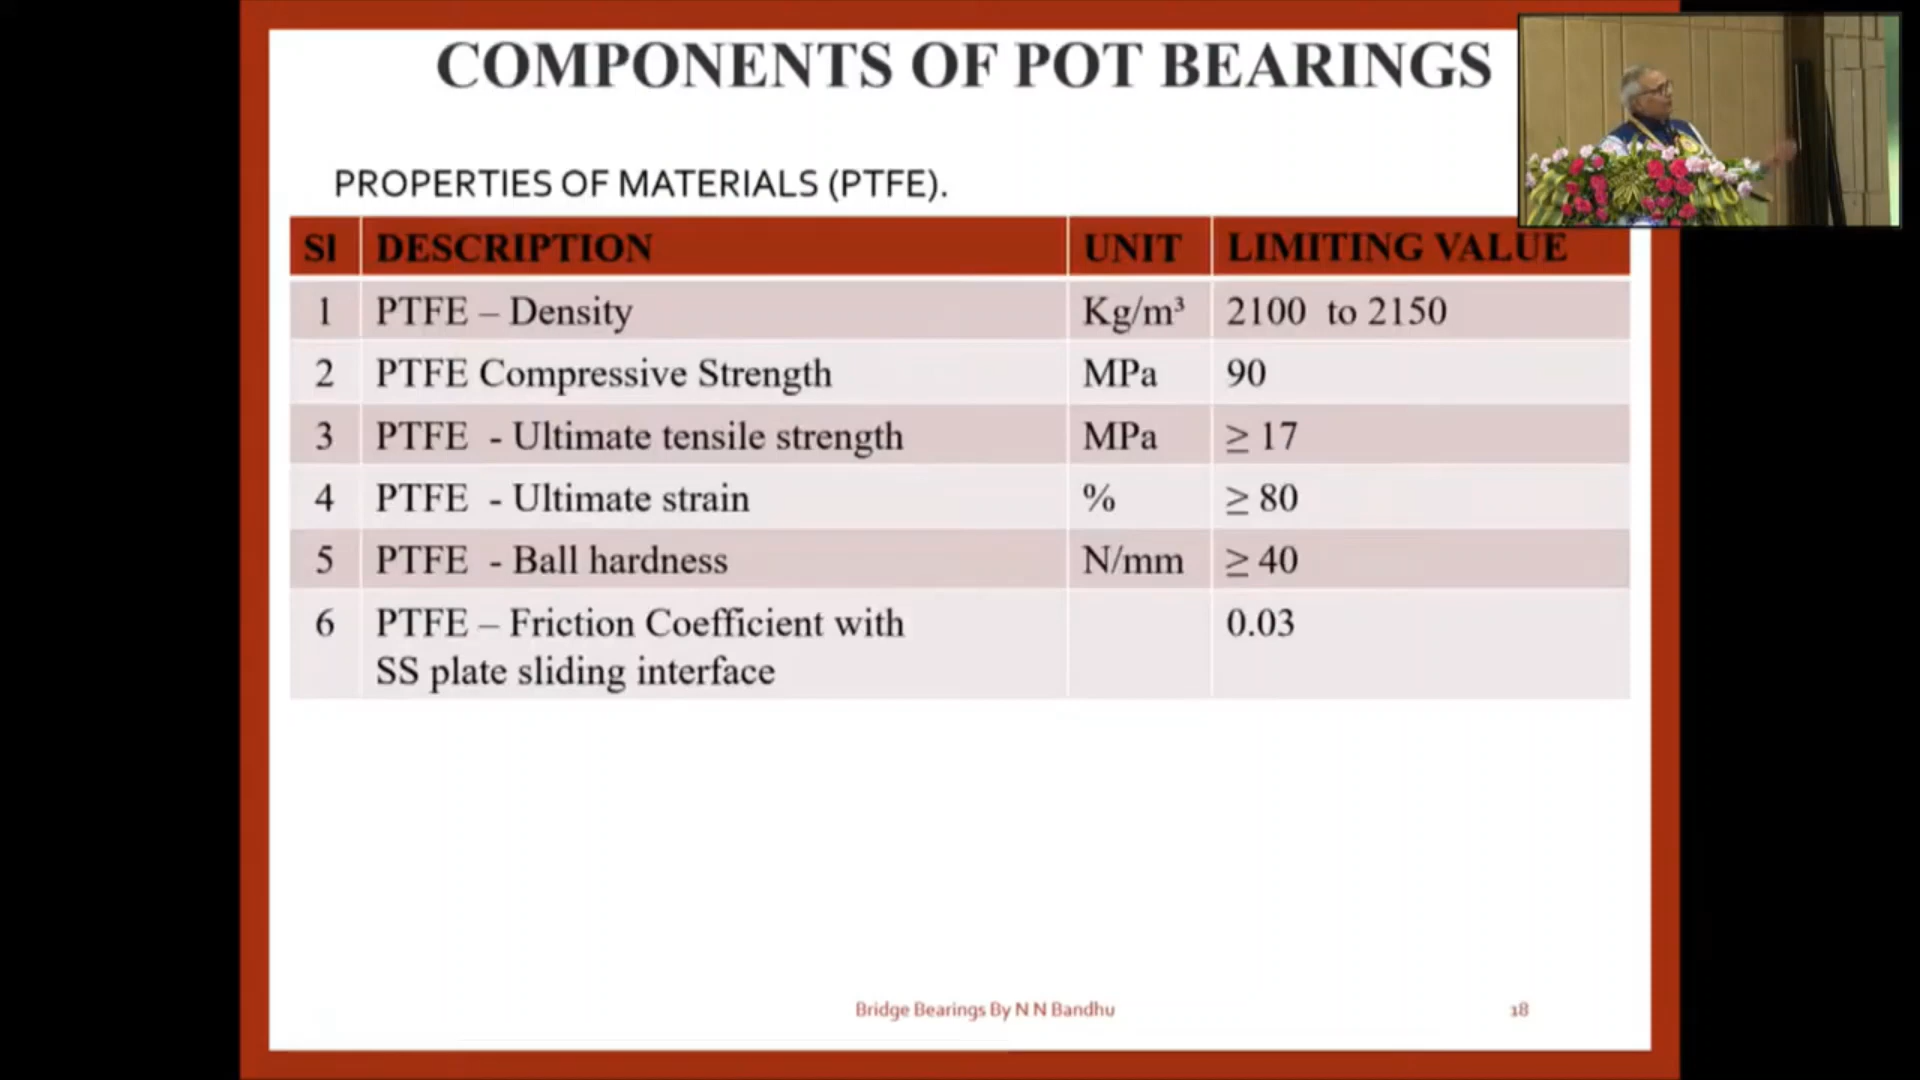 COMPONENTS OF POT BEARINGS
PROPERTIES OF MATERIALS (PTFE).
Sl DESCRIPTION UNIT LIMITING VALUE
1 PTFE – Density Kg/m³ 2100 to 2150
2 PTFE Compressive Strength MPa 90
3 PTFE - Ultimate tensile strength MPa ≥ 17
4 PTFE - Ultimate strain % ≥ 80
5 PTFE - Ball hardness N/mm ≥ 40
6 PTFE – Friction Coefficient with 0.03
SS plate sliding interface
Bridge Bearings By N N Bandhu 18